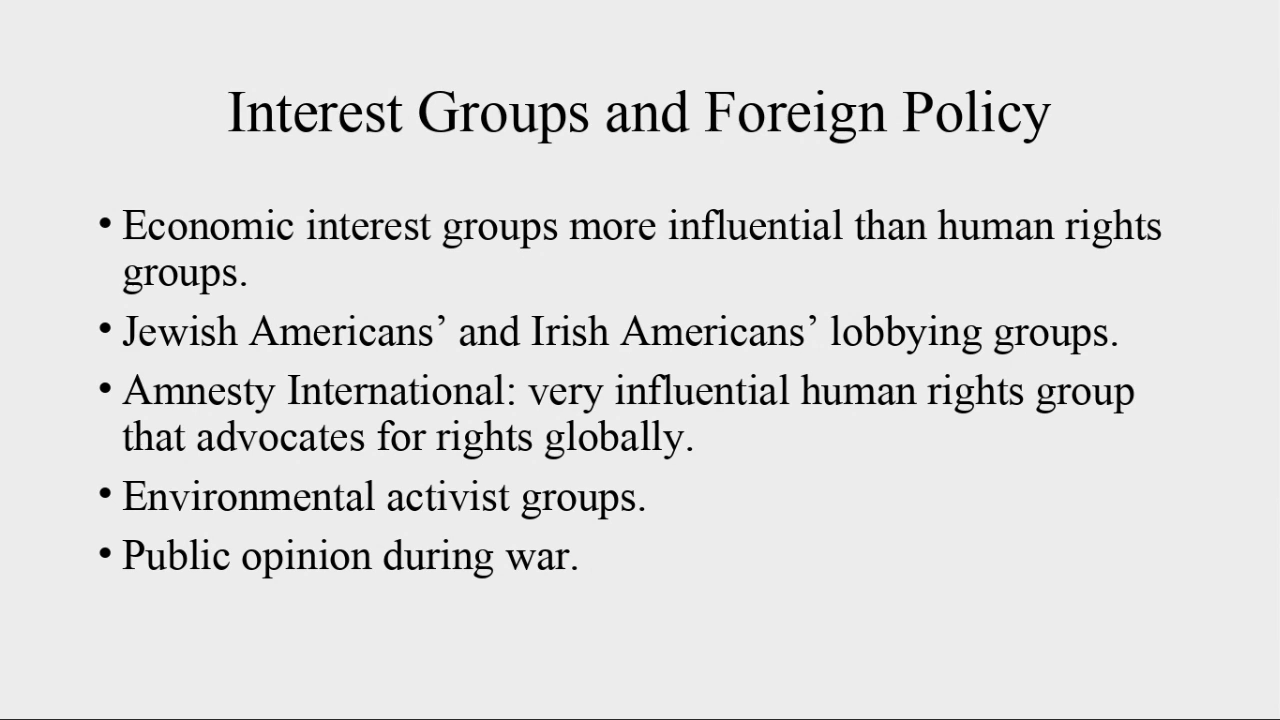 Interest Groups and Foreign Policy
• Economic interest groups more influential than human rights
groups.
• Jewish Americans’ and Irish Americans’ lobbying groups.
• Amnesty International: very influential human rights group
that advocates for rights globally.
• Environmental activist groups.
• Public opinion during war.